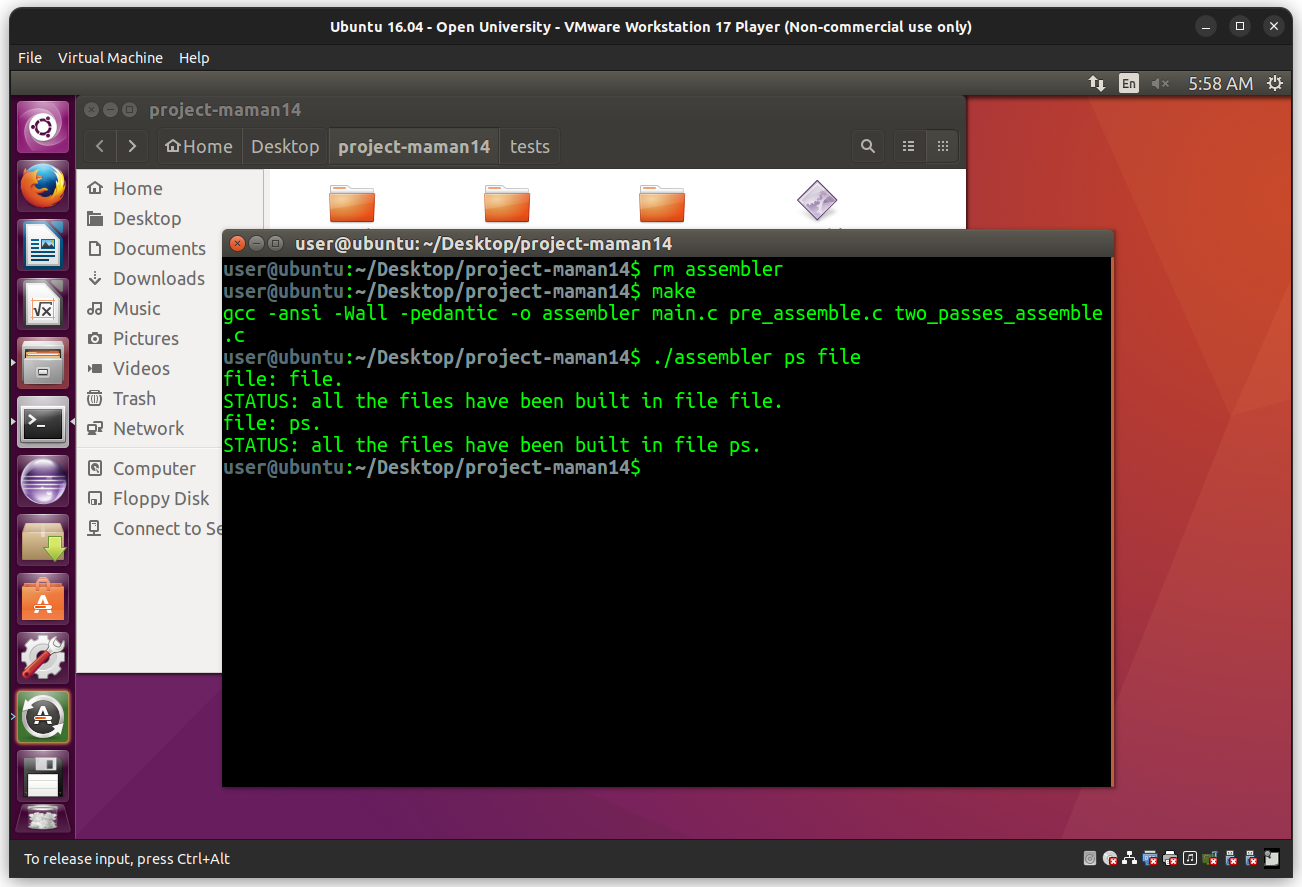 Ubuntu 16.04 - Open University - VMware Workstation 17 Player (Non-commercial use only)
File Virtual Machine Help
En 5:58 AM
project-maman14
Home Desktop project-maman14 tests
Home
Desktop
Documents
Downloads
Music
Pictures
Videos
Trash
Network
Computer
Floppy Disk
Connect to Se
user@ubuntu: ~/Desktop/project-maman14
user@ubuntu:~/Desktop/project-maman14$ rm assembler
user@ubuntu:~/Desktop/project-maman14$ make
gcc -ansi -Wall -pedantic -o assembler main.c pre_assemble.c two_passes_assemble
.c
user@ubuntu:~/Desktop/project-maman14$ ./assembler ps file
file: file.
STATUS: all the files have been built in file file.
file: ps.
STATUS: all the files have been built in file ps.
user@ubuntu:~/Desktop/project-maman14$
To release input, press Ctrl+Alt